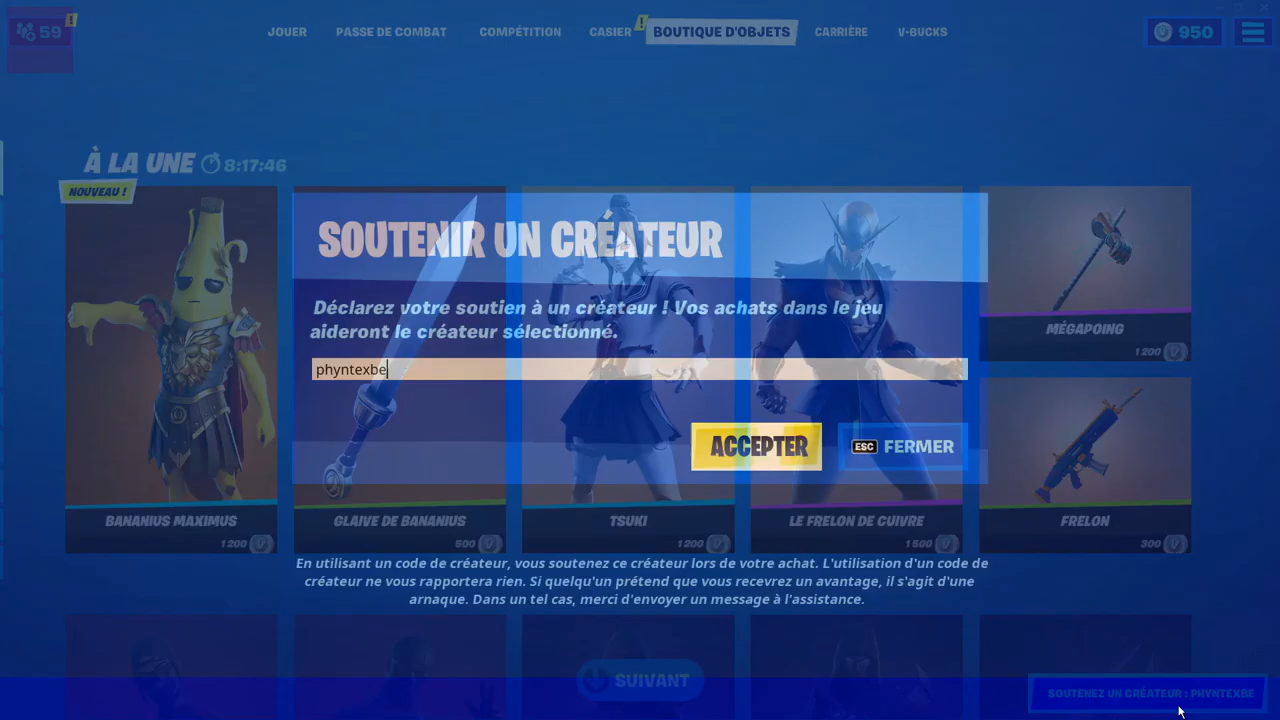 59
!
JOUER
PASSE DE COMBAT
COMPÉTITION
CASIER
!
BOUTIQUE D'OBJETS
CARRIÈRE
V-BUCKS
950
À LA UNE
8:17:46
NOUVEAU !
SOUTENIR UN CRÉATEUR
Déclarez votre soutien à un créateur ! Vos achats dans le jeu
aideront le créateur sélectionné.
phyntexbe
ACCEPTER
ESC FERMER
MÉGAPOING
1 200
BANANIUS MAXIMUS
1 200
GLAIVE DE BANANIUS
500
TSUKI
1 200
LE FRELON DE CUIVRE
1 500
FRELON
300
En utilisant un code de créateur, vous soutenez ce créateur lors de votre achat. L'utilisation d'un code de
créateur ne vous rapportera rien. Si quelqu'un prétend que vous recevrez un avantage, il s'agit d'une
arnaque. Dans un tel cas, merci d'envoyer un message à l'assistance.
SUIVANT
SOUTENEZ UN CRÉATEUR : PHYNTEXBE